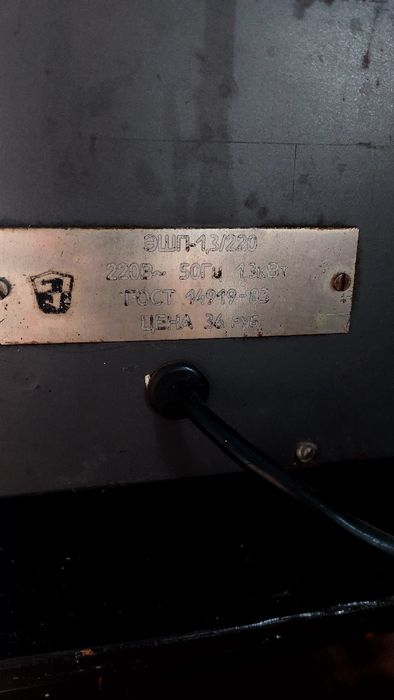 ЭШП-1,3/220
220В~ 50Гц 1,3кВт
ГОСТ 14919-83
ЦЕНА 36 РУБ.